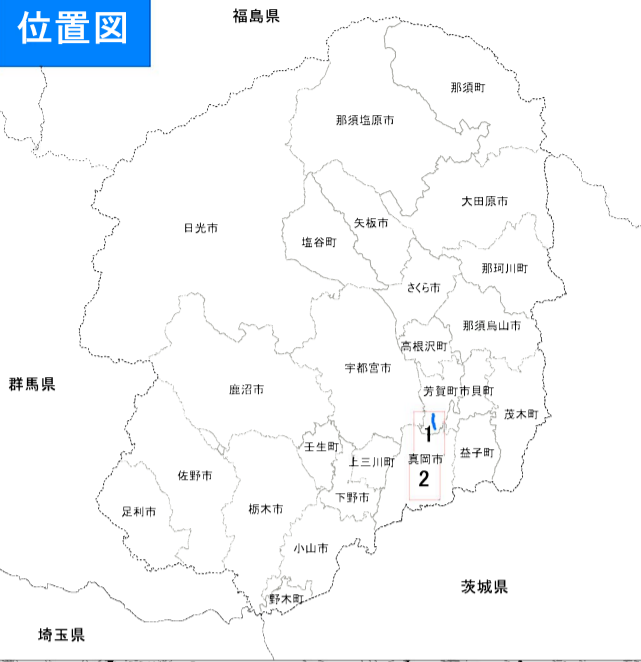 位置図
福島県
那須町
那須塩原市
大田原市
日光市
矢板市
塩谷町
那珂川町
さくら市
那須烏山市
高根沢町
宇都宮市
群馬県
鹿沼市
芳賀町
市貝町
茂木町
1
壬生町
上三川町
真岡市
益子町
佐野市
2
下野市
足利市
栃木市
小山市
茨城県
野木町
埼玉県